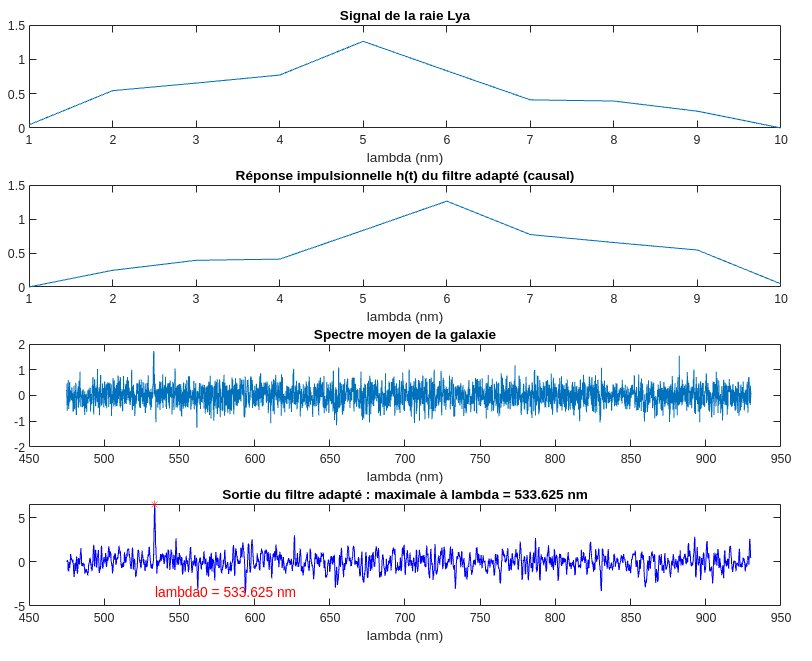 Signal de la raie Lya
1.5
1
0.5
0
1 2 3 4 5 6 7 8 9 10
lambda (nm)
Réponse impulsionnelle h(t) du filtre adapté (causal)
1.5
1
0.5
0
1 2 3 4 5 6 7 8 9 10
lambda (nm)
Spectre moyen de la galaxie
2
1
0
-1
-2
450 500 550 600 650 700 750 800 850 900 950
lambda (nm)
Sortie du filtre adapté : maximale à lambda = 533.625 nm
5
0
lambda0 = 533.625 nm
-5
450 500 550 600 650 700 750 800 850 900 950
lambda (nm)